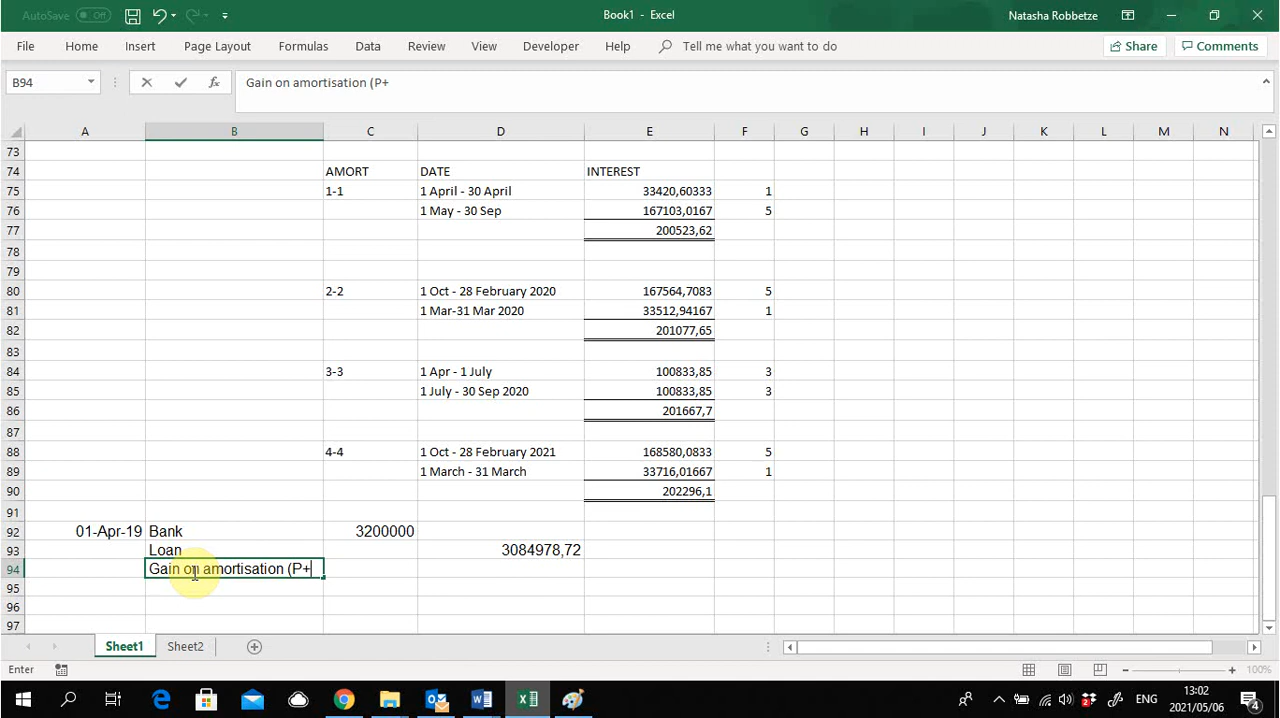 AutoSave Off
Book1 - Excel
Natasha Robbetze
File Home Insert Page Layout Formulas Data Review View Developer Help Tell me what you want to do Share Comments
B94 fx Gain on amortisation (P+
A B C D E F G H I J K L M N
73
74 AMORT DATE INTEREST
75 1-1 1 April - 30 April 33420,60333 1
76 1 May - 30 Sep 167103,0167 5
77 200523,62
78
79
80 2-2 1 Oct - 28 February 2020 167564,7083 5
81 1 Mar-31 Mar 2020 33512,94167 1
82 201077,65
83
84 3-3 1 Apr - 1 July 100833,85 3
85 1 July - 30 Sep 2020 100833,85 3
86 201667,7
87
88 4-4 1 Oct - 28 February 2021 168580,0833 5
89 1 March - 31 March 33716,01667 1
90 202296,1
91
92 01-Apr-19 Bank 3200000
93 Loan 3084978,72
94 Gain on amortisation (P+
95
96
97
Sheet1 Sheet2
Enter 100%
ENG 13:02
2021/05/06 4